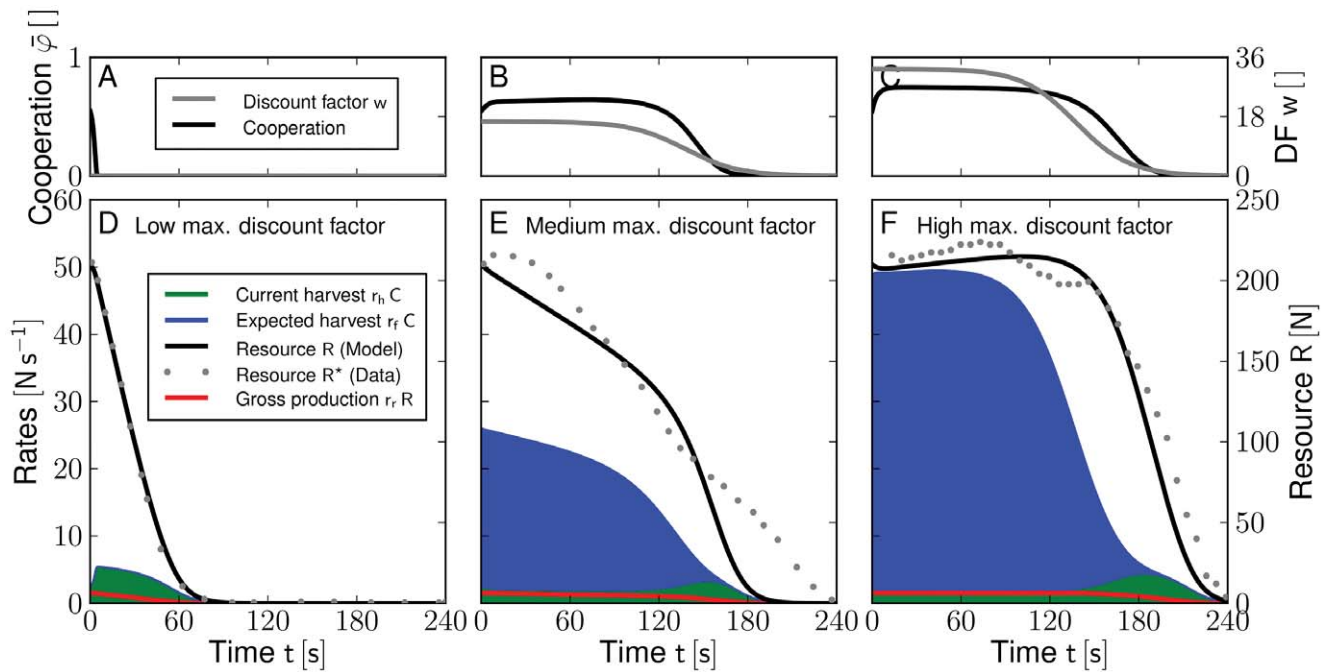 Cooperation φ̄ []
1
0
A
Discount factor w
Cooperation
B
C
36
18
0
DF w []
60
50
40
30
20
10
0
Rates [N s⁻¹]
D Low max. discount factor
Current harvest r_h C
Expected harvest r_f C
Resource R (Model)
Resource R* (Data)
Gross production r_r R
E Medium max. discount factor
F High max. discount factor
250
200
150
100
50
0
Resource R [N]
0 60 120 180 240
0 60 120 180 240
0 60 120 180 240
Time t [s]
Time t [s]
Time t [s]